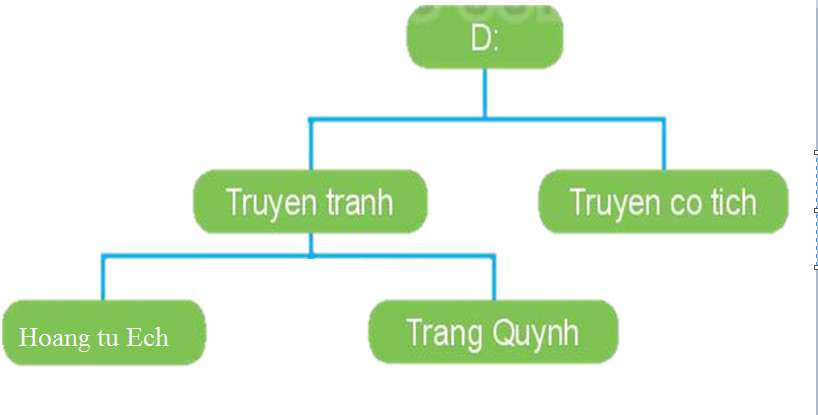 D:
Truyen tranh
Truyen co tich
Hoang tu Ech
Trang Quynh